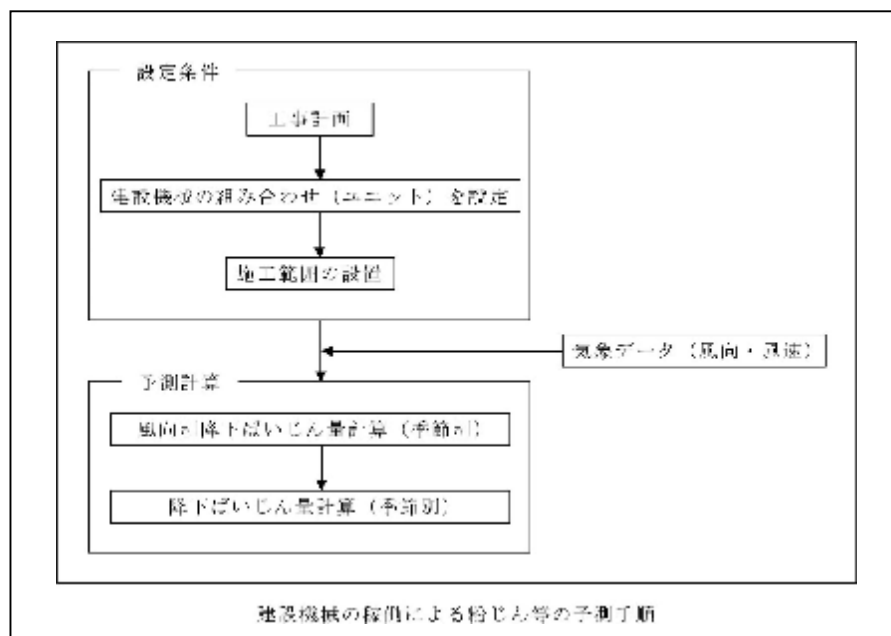 設定条件
工事計画
建設機械の組み合わせ（ユニット）を設定
施工範囲の設置
気象データ（風向・風速）
予測計算
風向別降下ばいじん量計算（季節別）
降下ばいじん量計算（季節別）
建設機械の稼働による粉じん等の予測手順